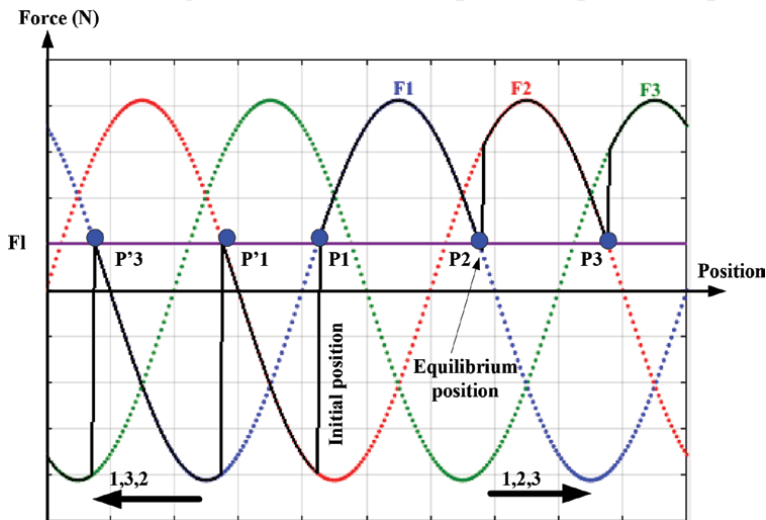 Force (N)
F1
F2
F3
Fl
P'3
P'1
P1
P2
P3
Position
Initial position
Equilibrium
position
1,3,2
1,2,3